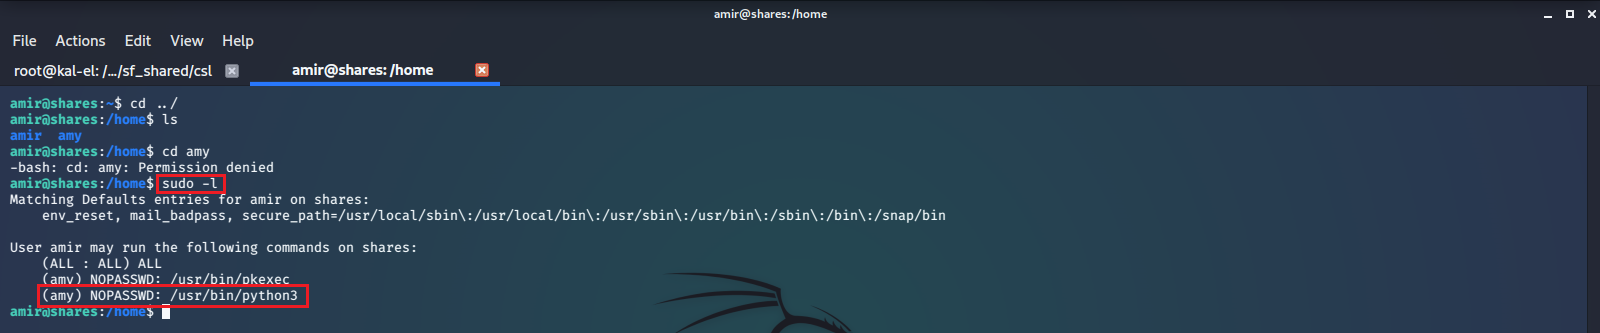 amir@shares: /home
File Actions Edit View Help
root@kal-el: /.../sf_shared/csl amir@shares: /home
amir@shares:~$ cd ../
amir@shares:/home$ ls
amir amy
amir@shares:/home$ cd amy
-bash: cd: amy: Permission denied
amir@shares:/home$ sudo -l
Matching Defaults entries for amir on shares:
env_reset, mail_badpass, secure_path=/usr/local/sbin\:/usr/local/bin\:/usr/sbin\:/usr/bin\:/sbin\:/bin\:/snap/bin
User amir may run the following commands on shares:
(ALL : ALL) ALL
(amy) NOPASSWD: /usr/bin/pkexec
(amy) NOPASSWD: /usr/bin/python3
amir@shares:/home$